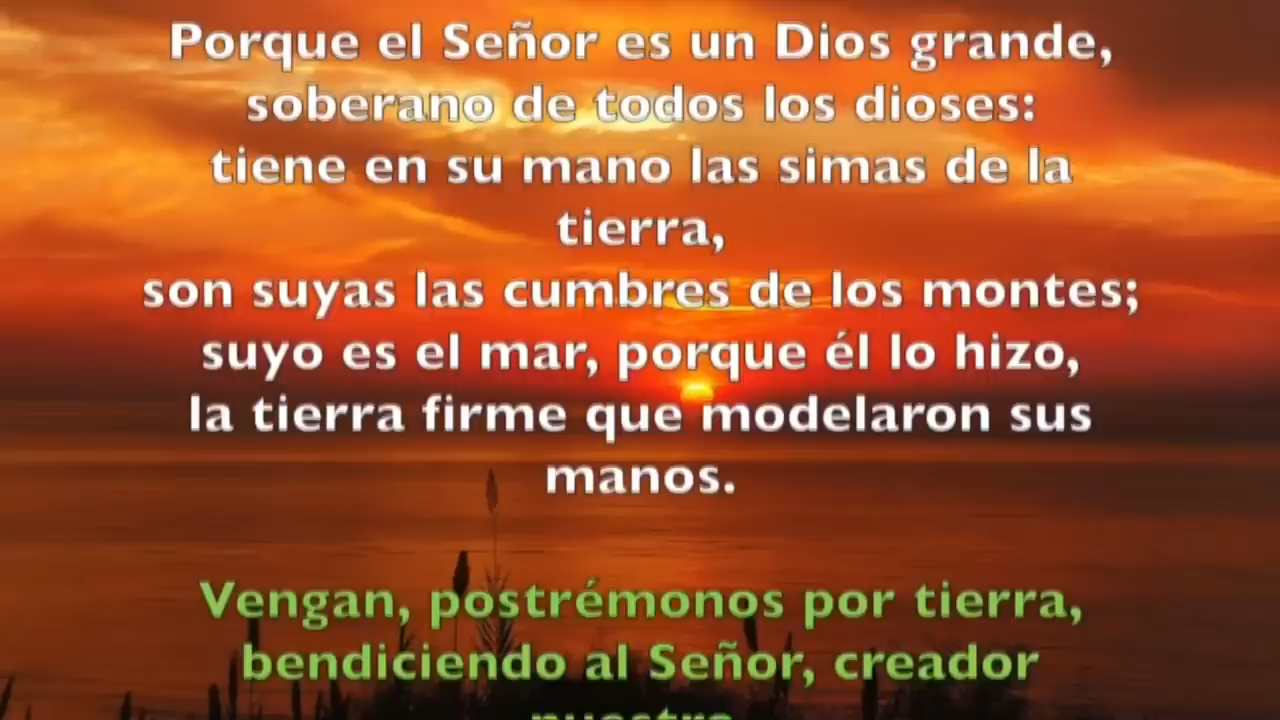 Porque el Señor es un Dios grande,
soberano de todos los dioses:
tiene en su mano las simas de la
tierra,
son suyas las cumbres de los montes;
suyo es el mar, porque él lo hizo,
la tierra firme que modelaron sus
manos.
Vengan, postrémonos por tierra,
bendiciendo al Señor, creador
nuestro